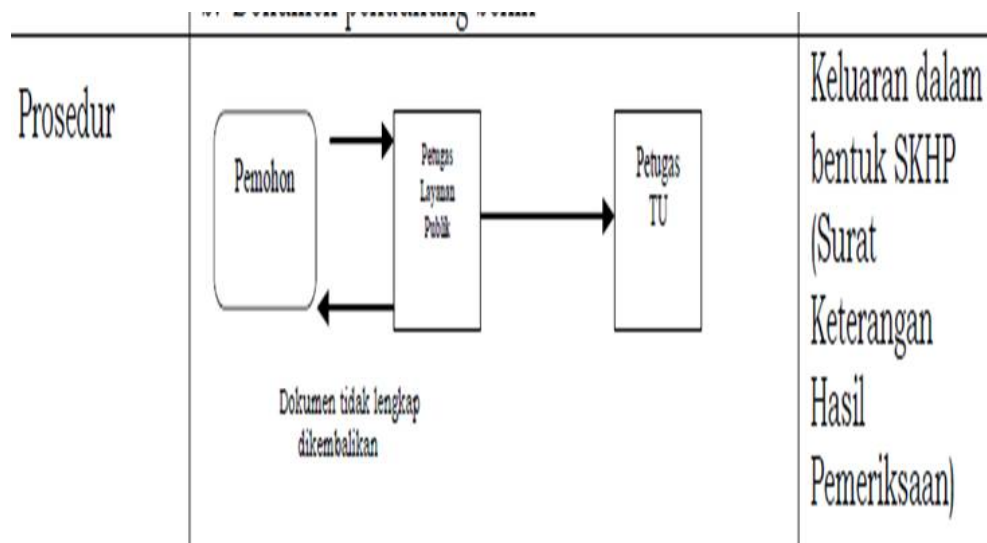 Prosedur
Pemohon
Petugas
Layanan
Publik
Petugas
TU
Dokumen tidak lengkap
dikembalikan
Keluaran dalam
bentuk SKHP
(Surat
Keterangan
Hasil
Pemeriksaan)